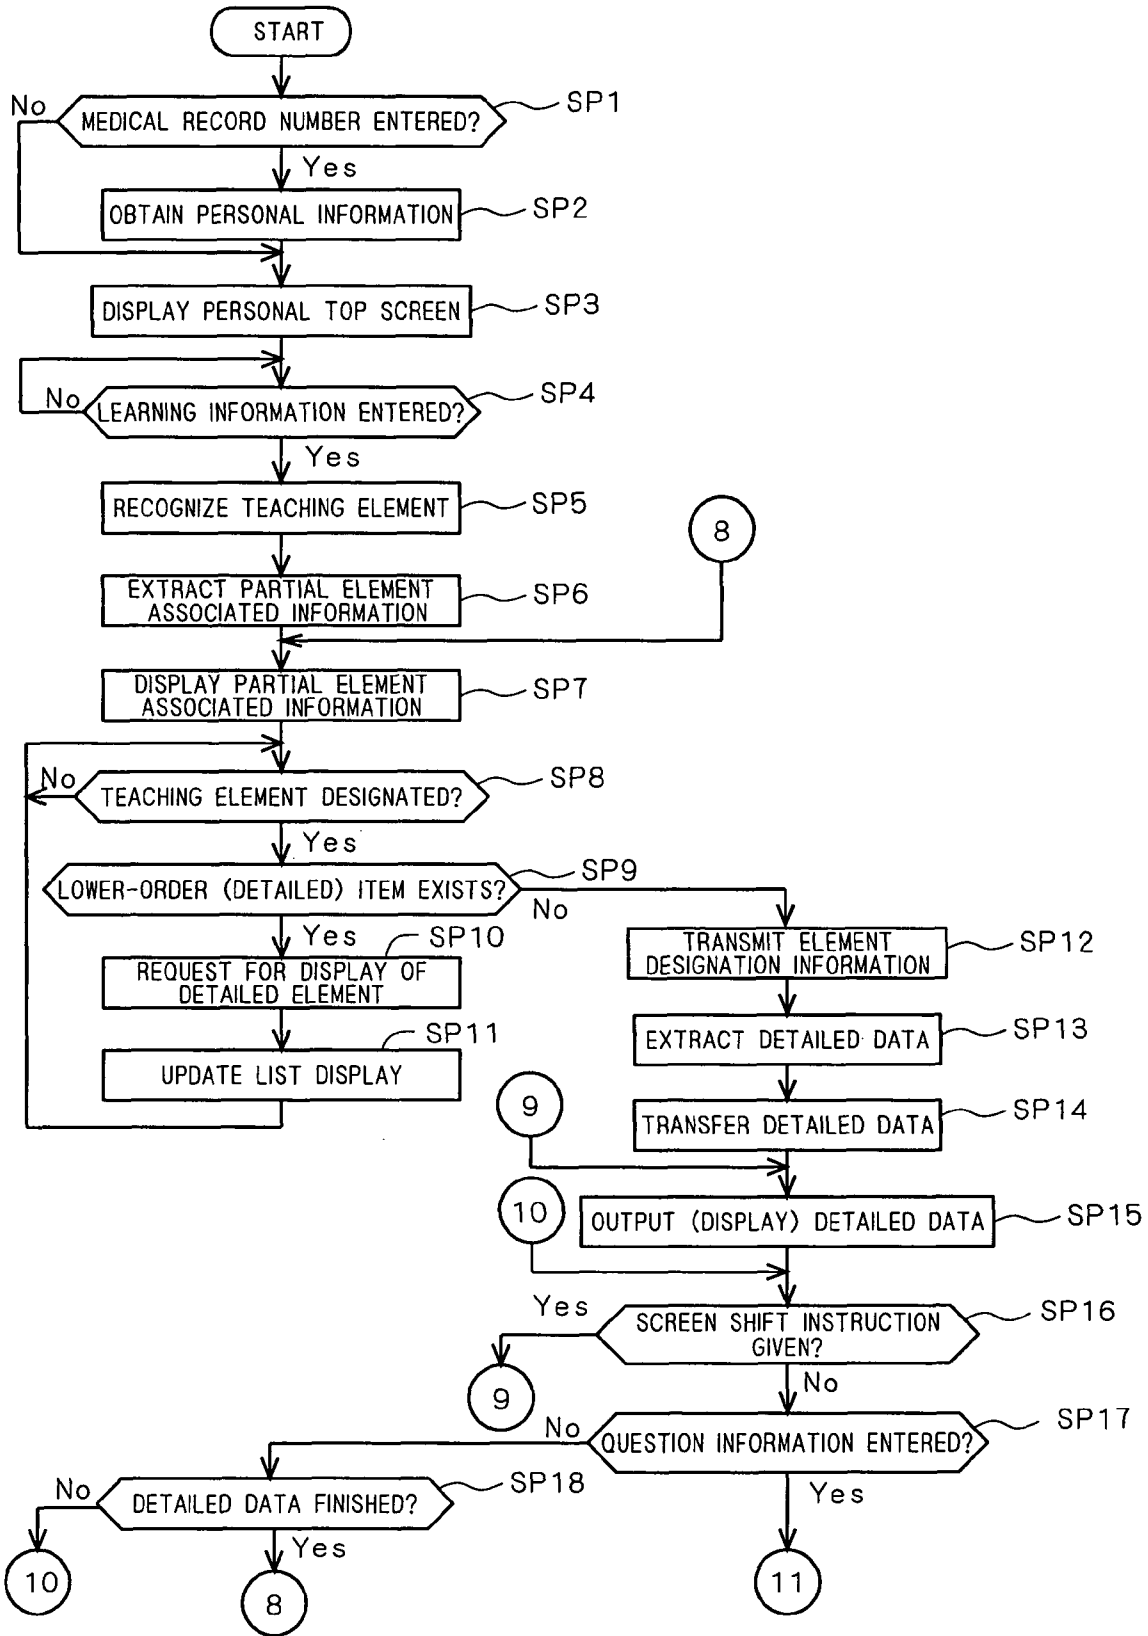 START
No
MEDICAL RECORD NUMBER ENTERED?
SP1
Yes
OBTAIN PERSONAL INFORMATION
SP2
DISPLAY PERSONAL TOP SCREEN
SP3
No
LEARNING INFORMATION ENTERED?
SP4
Yes
RECOGNIZE TEACHING ELEMENT
SP5
8
EXTRACT PARTIAL ELEMENT
ASSOCIATED INFORMATION
SP6
DISPLAY PARTIAL ELEMENT
ASSOCIATED INFORMATION
SP7
No
TEACHING ELEMENT DESIGNATED?
SP8
Yes
LOWER-ORDER (DETAILED) ITEM EXISTS?
SP9
No
Yes
SP10
REQUEST FOR DISPLAY OF
DETAILED ELEMENT
SP11
UPDATE LIST DISPLAY
TRANSMIT ELEMENT
DESIGNATION INFORMATION
SP12
EXTRACT DETAILED DATA
SP13
9
TRANSFER DETAILED DATA
SP14
10
OUTPUT (DISPLAY) DETAILED DATA
SP15
Yes
SCREEN SHIFT INSTRUCTION
GIVEN?
SP16
9
No
No
QUESTION INFORMATION ENTERED?
SP17
Yes
No
DETAILED DATA FINISHED?
SP18
Yes
10
8
11